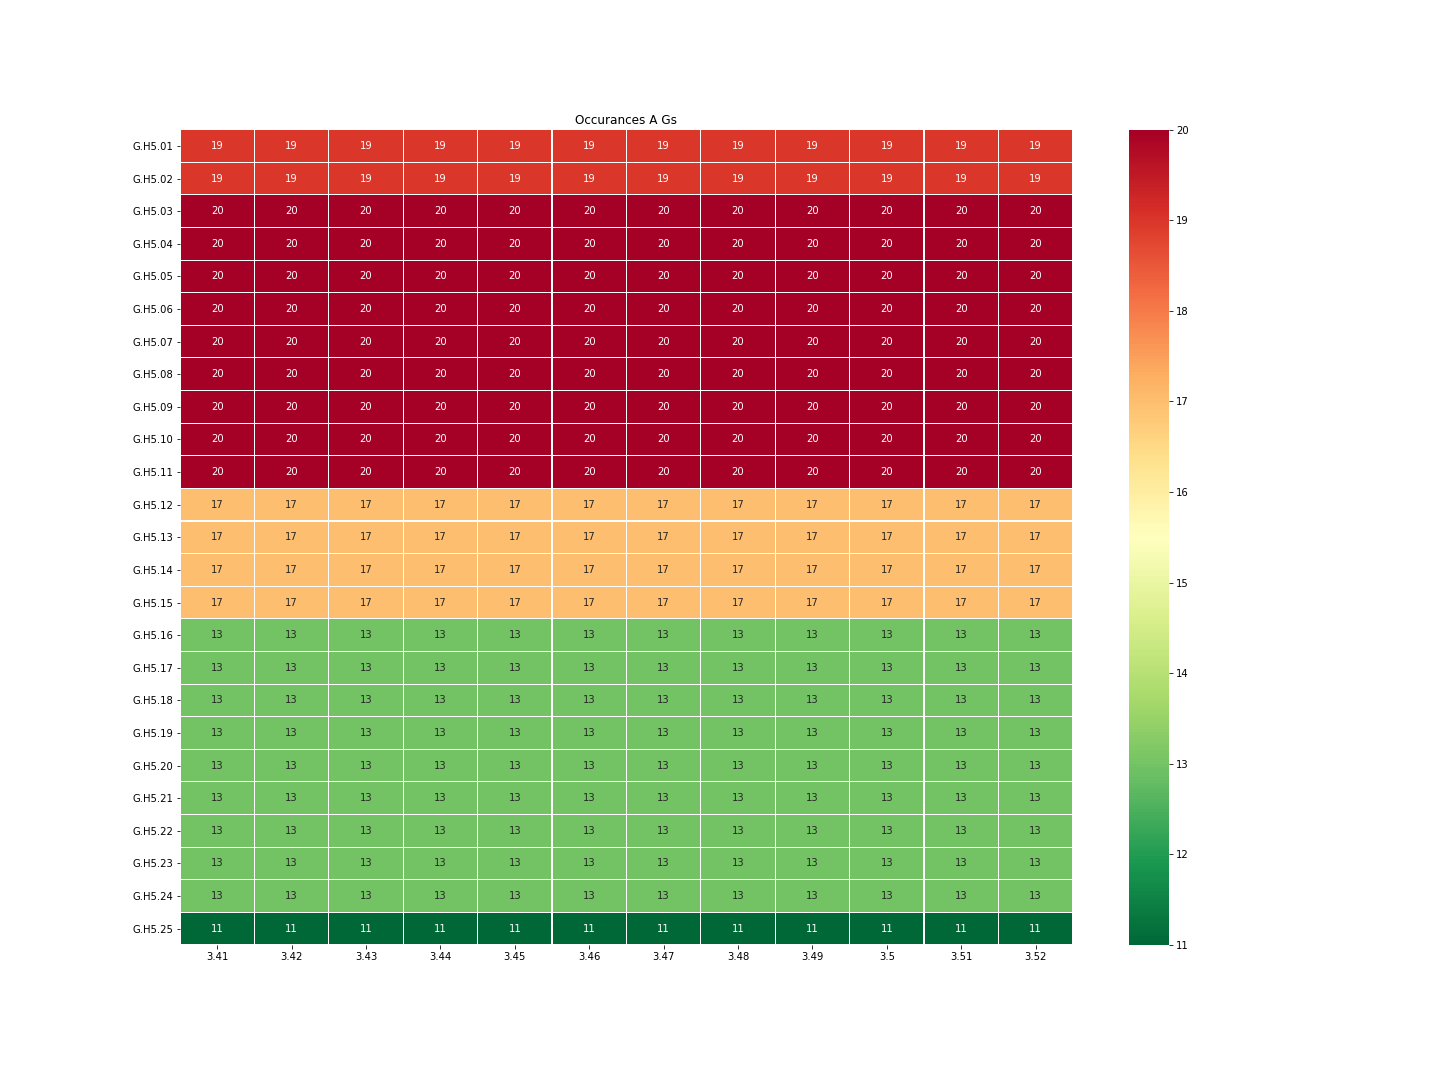 Occurances A Gs
G.H5.01 19 19 19 19 19 19 19 19 19 19 19 19
G.H5.02 19 19 19 19 19 19 19 19 19 19 19 19
G.H5.03 20 20 20 20 20 20 20 20 20 20 20 20
G.H5.04 20 20 20 20 20 20 20 20 20 20 20 20
G.H5.05 20 20 20 20 20 20 20 20 20 20 20 20
G.H5.06 20 20 20 20 20 20 20 20 20 20 20 20
G.H5.07 20 20 20 20 20 20 20 20 20 20 20 20
G.H5.08 20 20 20 20 20 20 20 20 20 20 20 20
G.H5.09 20 20 20 20 20 20 20 20 20 20 20 20
G.H5.10 20 20 20 20 20 20 20 20 20 20 20 20
G.H5.11 20 20 20 20 20 20 20 20 20 20 20 20
G.H5.12 17 17 17 17 17 17 17 17 17 17 17 17
G.H5.13 17 17 17 17 17 17 17 17 17 17 17 17
G.H5.14 17 17 17 17 17 17 17 17 17 17 17 17
G.H5.15 17 17 17 17 17 17 17 17 17 17 17 17
G.H5.16 13 13 13 13 13 13 13 13 13 13 13 13
G.H5.17 13 13 13 13 13 13 13 13 13 13 13 13
G.H5.18 13 13 13 13 13 13 13 13 13 13 13 13
G.H5.19 13 13 13 13 13 13 13 13 13 13 13 13
G.H5.20 13 13 13 13 13 13 13 13 13 13 13 13
G.H5.21 13 13 13 13 13 13 13 13 13 13 13 13
G.H5.22 13 13 13 13 13 13 13 13 13 13 13 13
G.H5.23 13 13 13 13 13 13 13 13 13 13 13 13
G.H5.24 13 13 13 13 13 13 13 13 13 13 13 13
G.H5.25 11 11 11 11 11 11 11 11 11 11 11 11
3.41 3.42 3.43 3.44 3.45 3.46 3.47 3.48 3.49 3.5 3.51 3.52
20
19
18
17
16
15
14
13
12
11